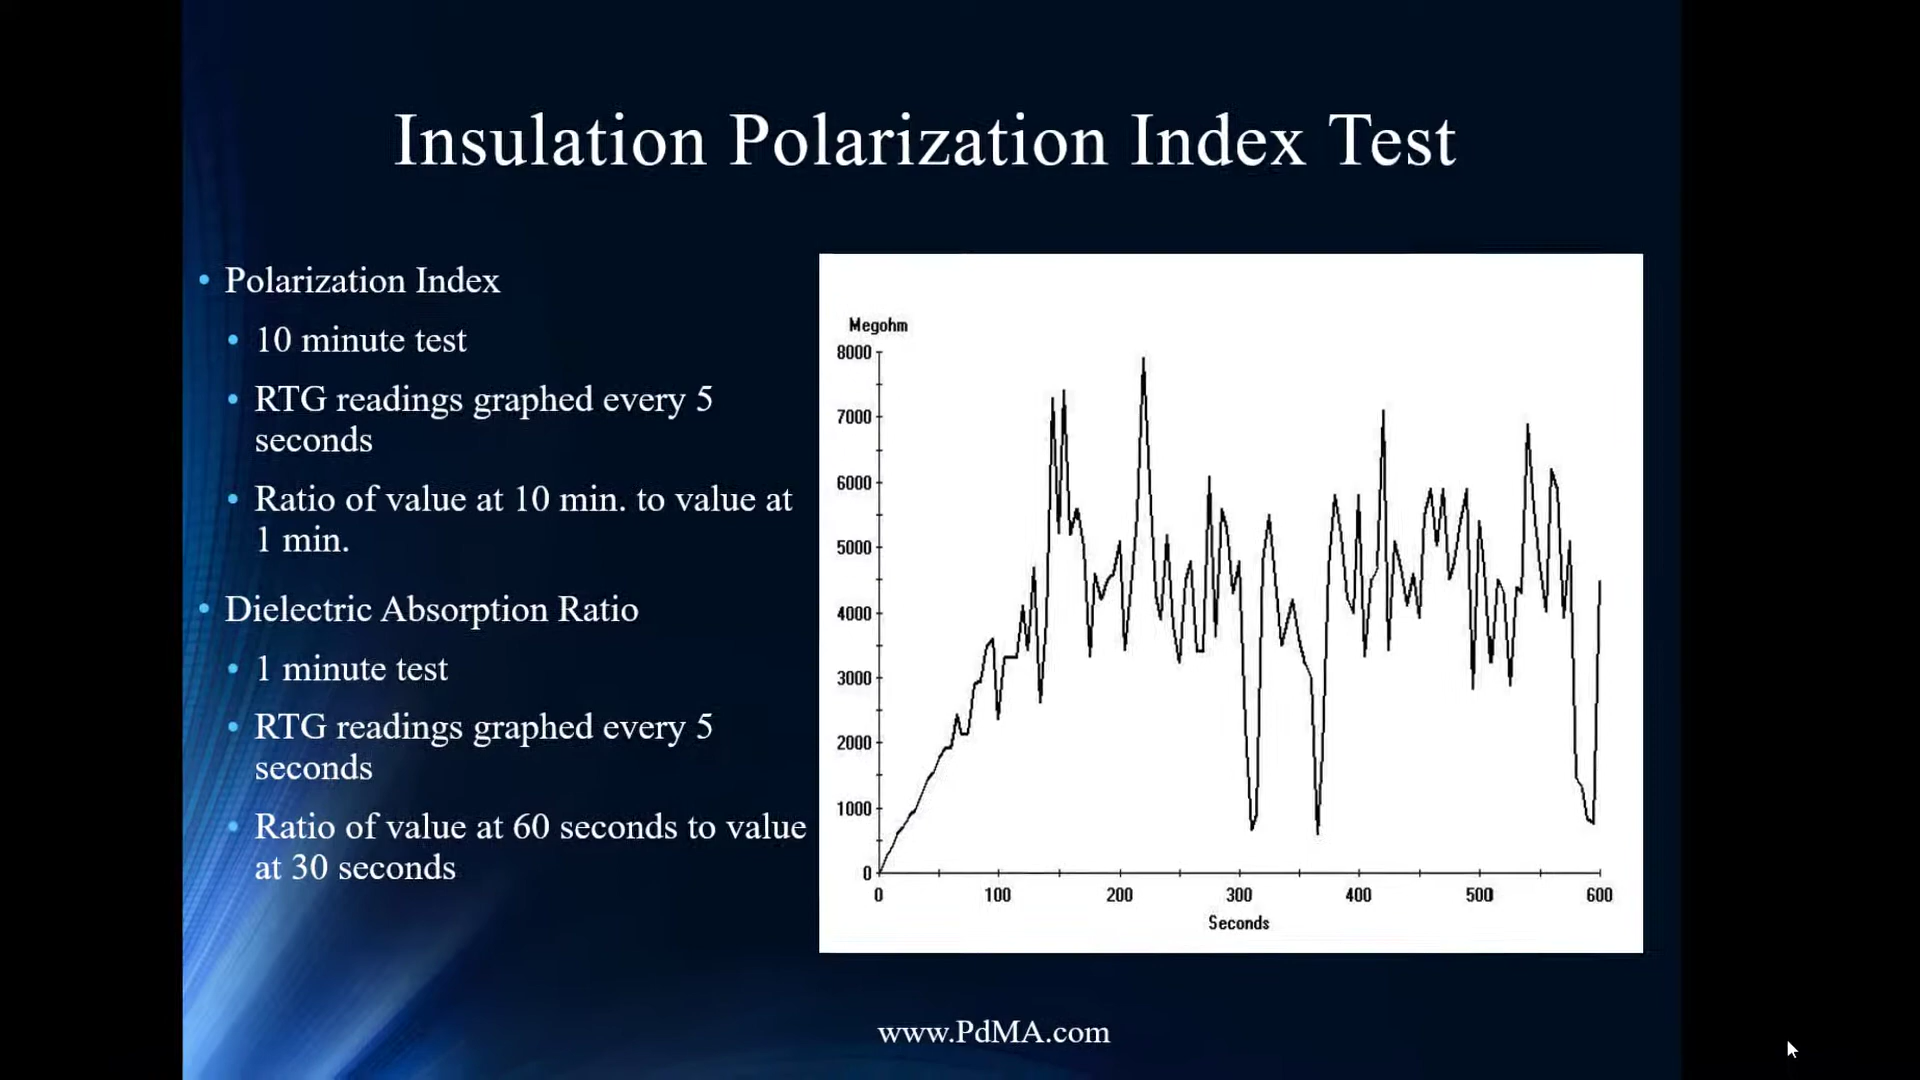 Insulation Polarization Index Test
• Polarization Index
• 10 minute test
• RTG readings graphed every 5
seconds
• Ratio of value at 10 min. to value at
1 min.
• Dielectric Absorption Ratio
• 1 minute test
• RTG readings graphed every 5
seconds
• Ratio of value at 60 seconds to value
at 30 seconds
Megohm
8000
7000
6000
5000
4000
3000
2000
1000
0
0 100 200 300 400 500 600
Seconds
www.PdMA.com